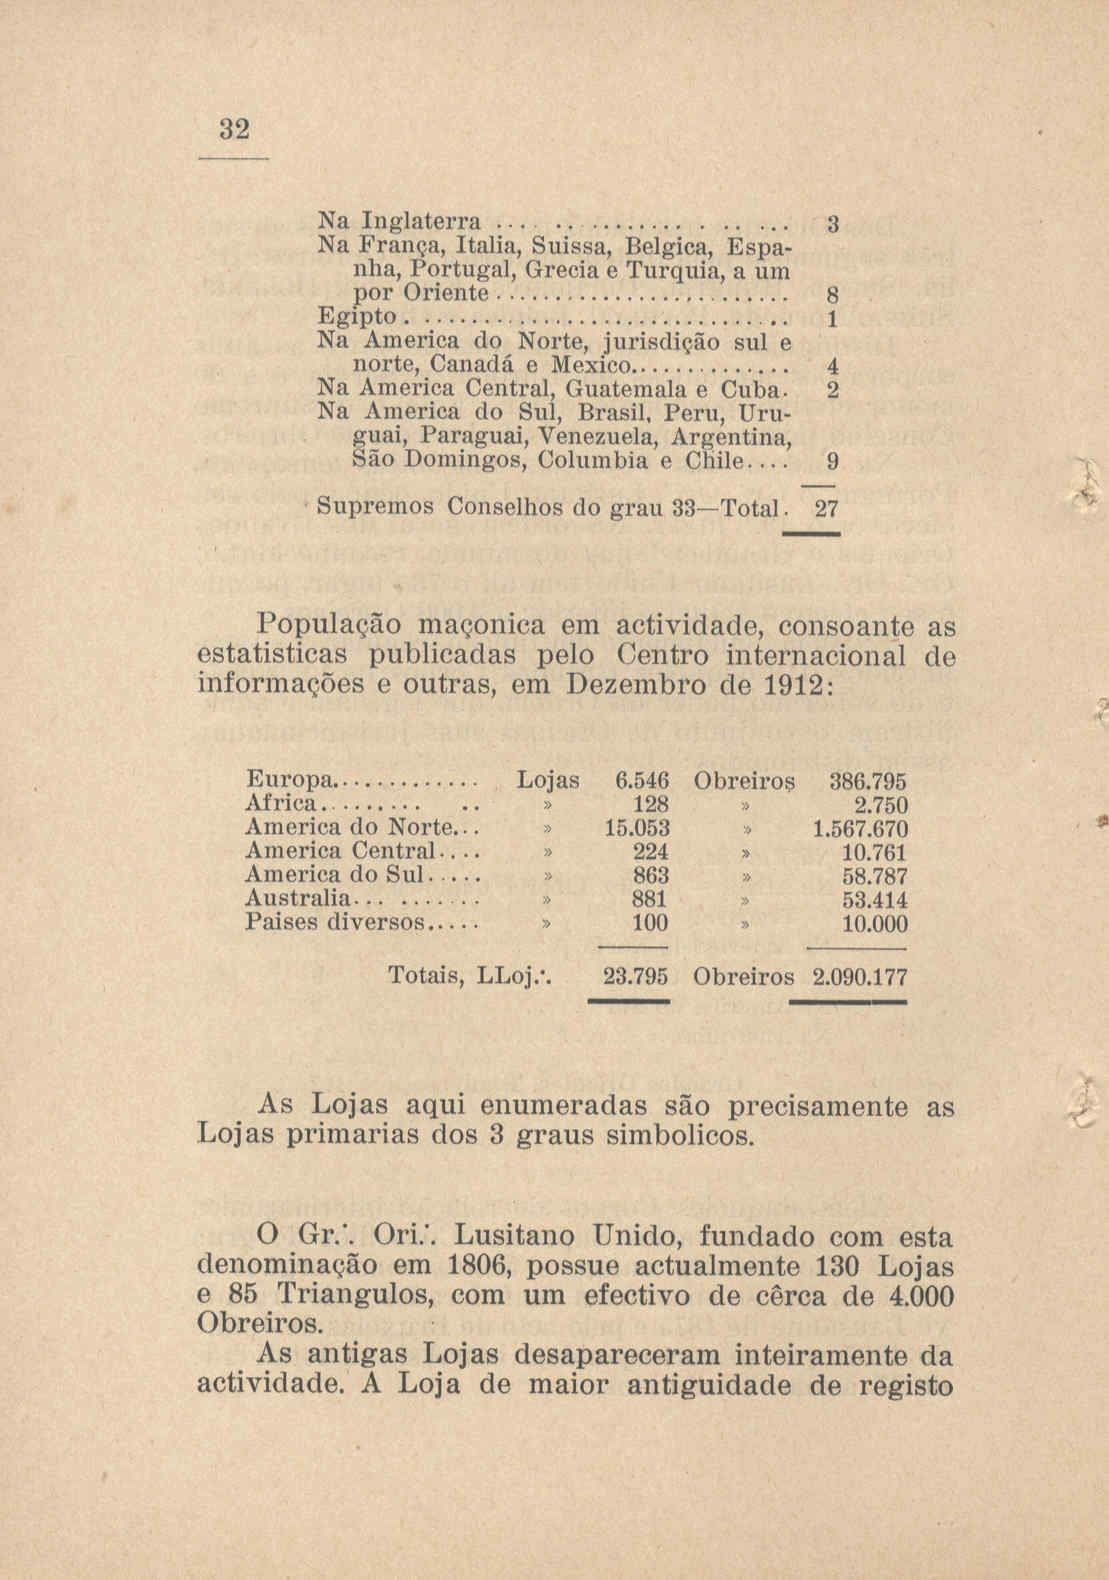 32
Na Inglaterra .... .. ............ . .. ... 3
Na França, Italia, Suissa, Belgica, Espa-
nha, Portugal, Grecia e Turquia, a um
por Oriente ......................... 8
Egipto . ............................... 1
Na America do Norte, jurisdição sul e
norte, Canadá e Mexico.............. 4
Na America Central, Guatemala e Cuba. 2
Na America do Sul, Brasil, Peru, Uru-
guai, Paraguai, Venezuela, Argentina,
São Domingos, Columbia e Chile.... 9
Supremos Conselhos do grau 33—Total. 27
População maçonica em actividade, consoante as
estatisticas publicadas pelo Centro internacional de
informações e outras, em Dezembro de 1912:
Europa............. Lojas 6.546 Obreiros 386.795
Africa......... .. » 128 » 2.750
America do Norte... » 15.053 » 1.567.670
America Central.... » 224 » 10.761
America do Sul..... » 863 » 58.787
Australia... ....... » 881 » 53.414
Paises diversos..... » 100 » 10.000
Totais, LLoj.·. 23.795 Obreiros 2.090.177
As Lojas aqui enumeradas são precisamente as
Lojas primarias dos 3 graus simbolicos.
O Gr.·. Ori.·. Lusitano Unido, fundado com esta
denominação em 1806, possue actualmente 130 Lojas
e 85 Triangulos, com um efectivo de cêrca de 4.000
Obreiros.
As antigas Lojas desapareceram inteiramente da
actividade. A Loja de maior antiguidade de registo